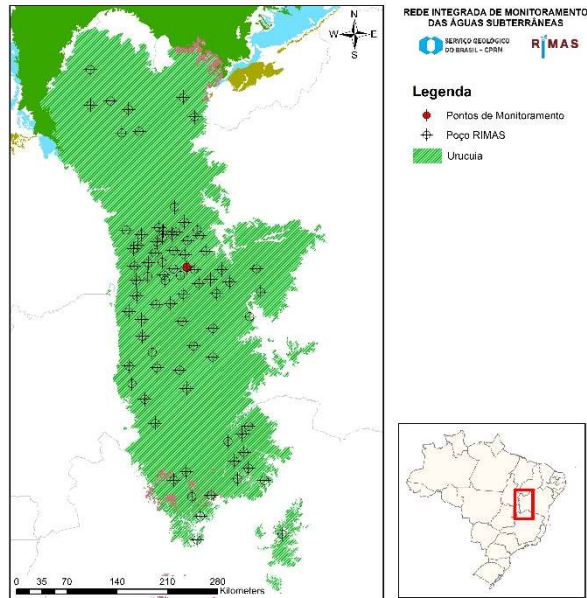 REDE INTEGRADA DE MONITORAMENTO
DAS ÁGUAS SUBTERRÂNEAS
SERVIÇO GEOLÓGICO
DO BRASIL – CPRM
RIMAS
Legenda
Pontos de Monitoramento
Poço RIMAS
Urucuia
N
W E
S
0 35 70 140 210 280
Kilometers